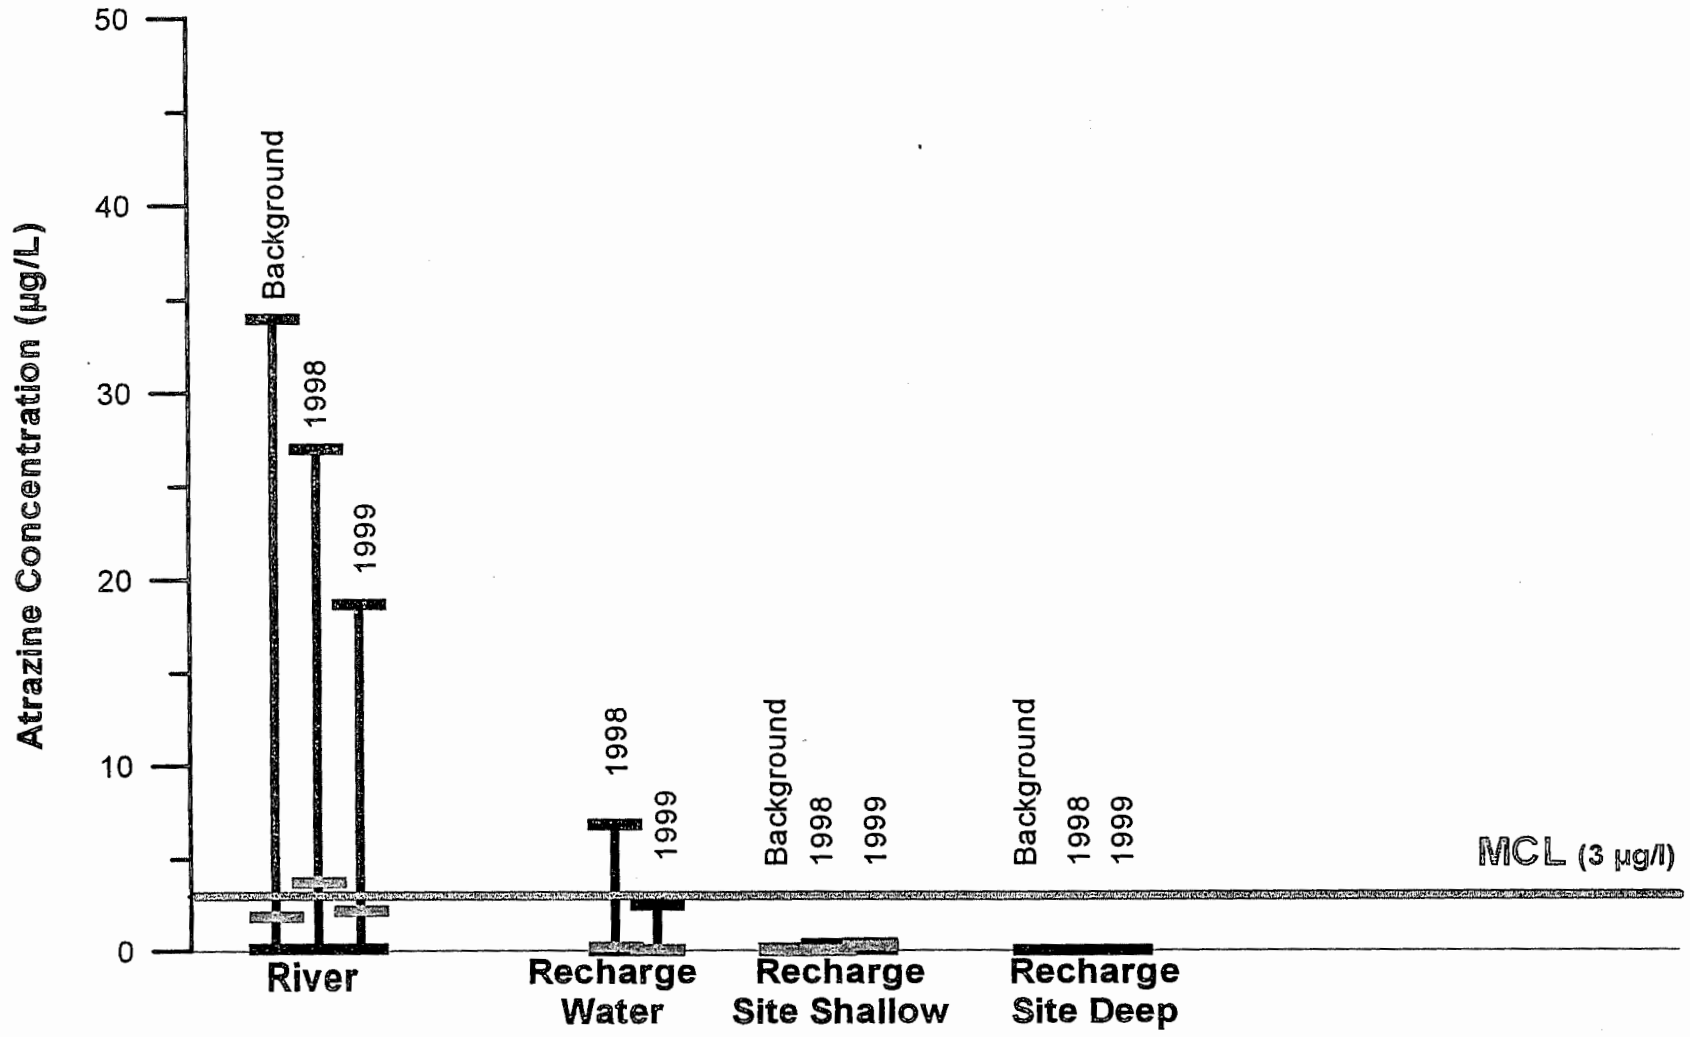 50
40
30
20
10
0
Atrazine Concentration (µg/L)
Background
1998
1999
1998
1999
Background
1998
1999
Background
1998
1999
MCL (3 µg/l)
River
Recharge
Water
Recharge
Site Shallow
Recharge
Site Deep